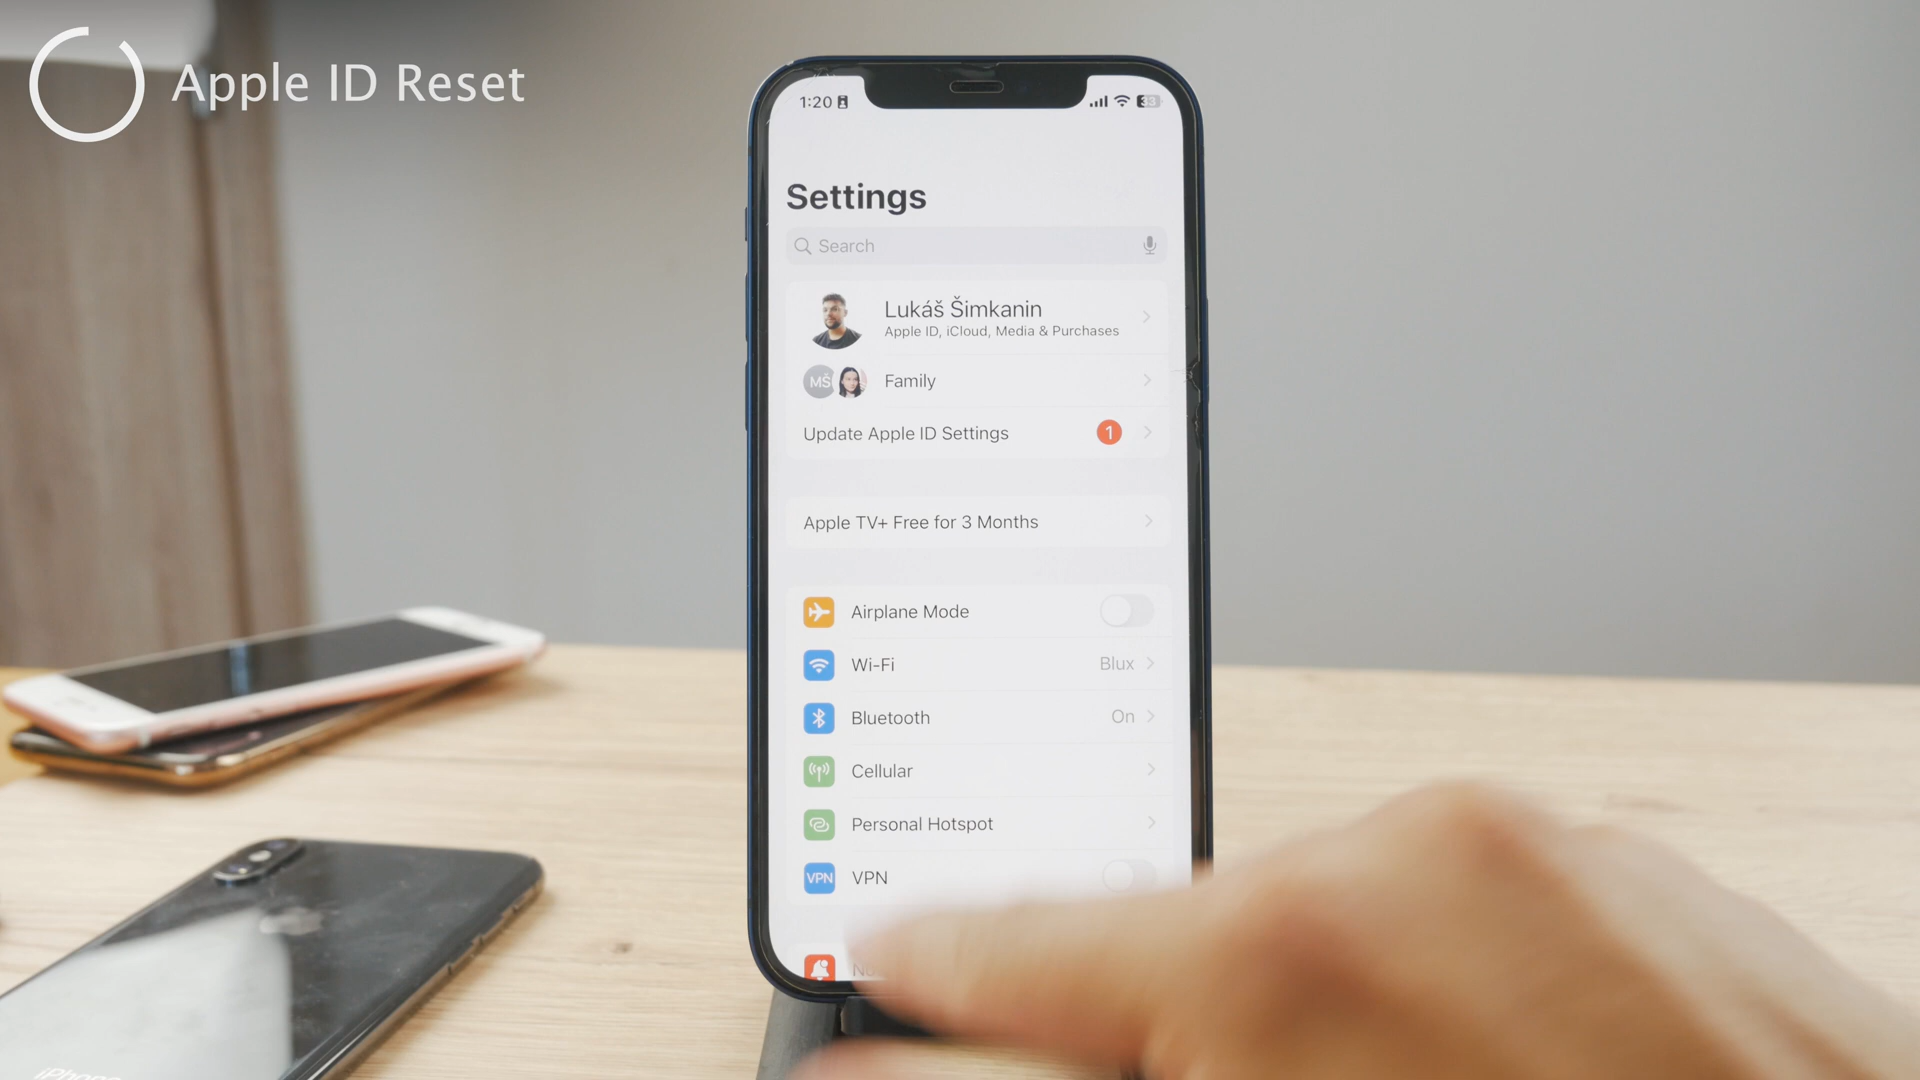 Apple ID Reset
1:20
33
Settings
Search
Lukáš Šimkanin
Apple ID, iCloud, Media & Purchases
MŠ
Family
Update Apple ID Settings
1
Apple TV+ Free for 3 Months
Airplane Mode
Wi-Fi
Blux
Bluetooth
On
Cellular
Personal Hotspot
VPN
VPN
iPhone